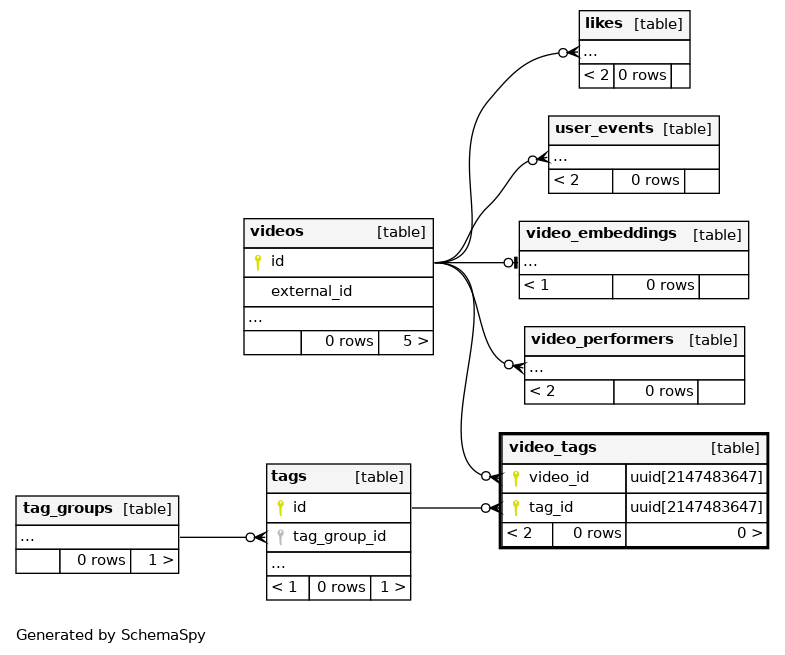 likes [table]
...
< 2 0 rows
user_events [table]
...
< 2 0 rows
videos [table]
id
external_id
...
0 rows 5 >
video_embeddings [table]
...
< 1 0 rows
video_performers [table]
...
< 2 0 rows
video_tags [table]
video_id uuid[2147483647]
tag_id uuid[2147483647]
< 2 0 rows 0 >
tags [table]
id
tag_group_id
...
< 1 0 rows 1 >
tag_groups [table]
...
0 rows 1 >
Generated by SchemaSpy